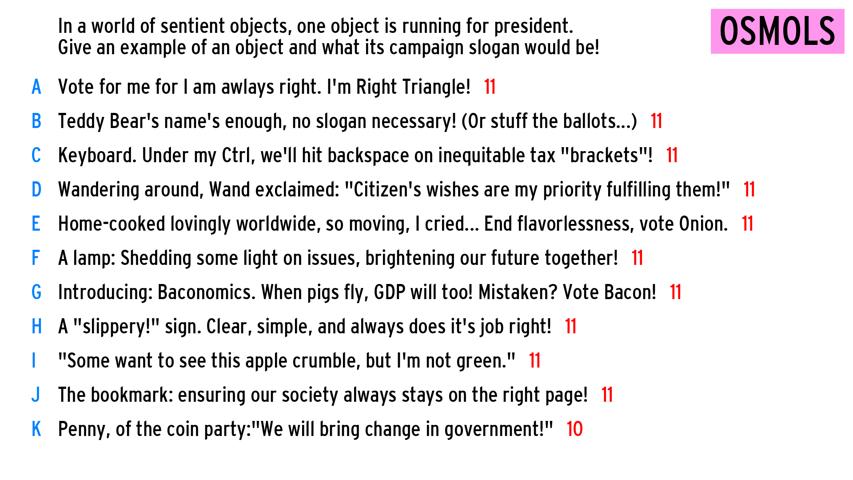 In a world of sentient objects, one object is running for president.
Give an example of an object and what its campaign slogan would be!
OSMOLS
A Vote for me for I am awlays right. I'm Right Triangle! 11
B Teddy Bear's name's enough, no slogan necessary! (Or stuff the ballots...) 11
C Keyboard. Under my Ctrl, we'll hit backspace on inequitable tax "brackets"! 11
D Wandering around, Wand exclaimed: "Citizen's wishes are my priority fulfilling them!" 11
E Home-cooked lovingly worldwide, so moving, I cried... End flavorlessness, vote Onion. 11
F A lamp: Shedding some light on issues, brightening our future together! 11
G Introducing: Baconomics. When pigs fly, GDP will too! Mistaken? Vote Bacon! 11
H A "slippery!" sign. Clear, simple, and always does it's job right! 11
I "Some want to see this apple crumble, but I'm not green." 11
J The bookmark: ensuring our society always stays on the right page! 11
K Penny, of the coin party:"We will bring change in government!" 10